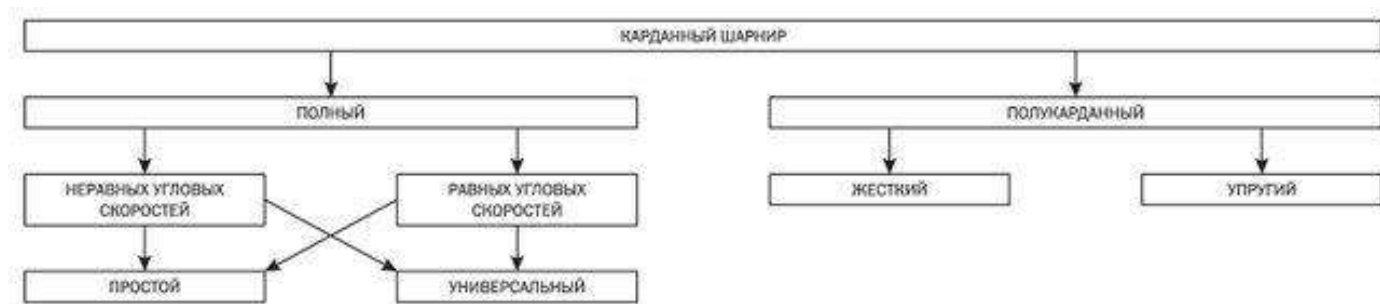 КАРДАННЫЙ ШАРНИР
ПОЛНЫЙ
ПОЛУКАРДАННЫЙ
НЕРАВНЫХ УГЛОВЫХ
СКОРОСТЕЙ
РАВНЫХ УГЛОВЫХ
СКОРОСТЕЙ
ЖЕСТКИЙ
УПРУГИЙ
ПРОСТОЙ
УНИВЕРСАЛЬНЫЙ